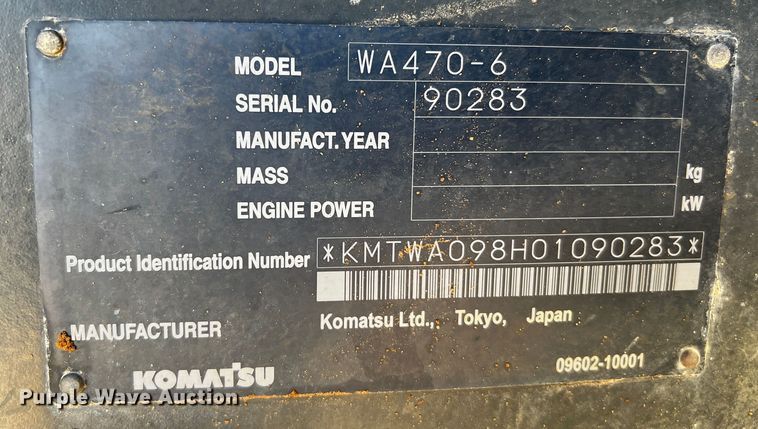 MODEL WA470-6
SERIAL No. 90283
MANUFACT. YEAR
MASS kg
ENGINE POWER kW
Product Identification Number *KMTWA098H01090283*
MANUFACTURER Komatsu Ltd., Tokyo, Japan
KOMATSU 09602-10001
Purple Wave Auction